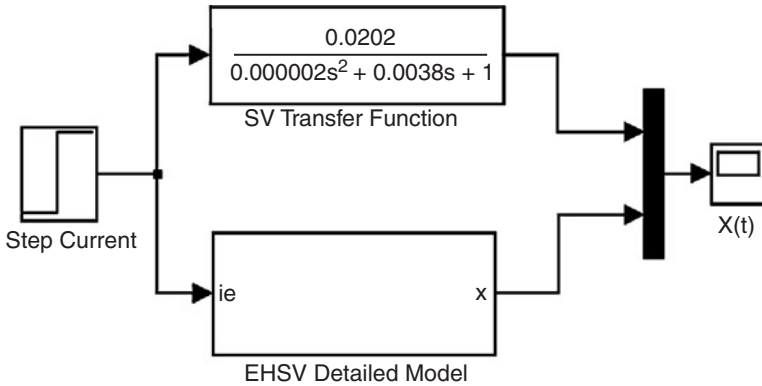 0.0202
0.000002s² + 0.0038s + 1
SV Transfer Function
Step Current
X(t)
ie
x
EHSV Detailed Model